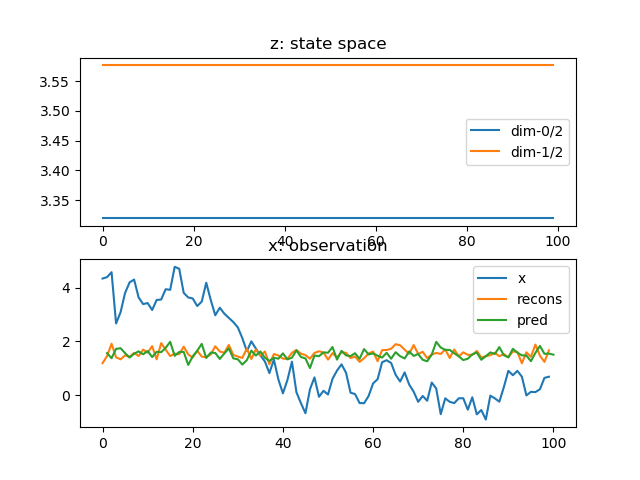 z: state space
3.55
3.50
3.45
3.40
3.35
dim-0/2
dim-1/2
0 20 40 60 80 100
x: observation
4
2
0
x
recons
pred
0 20 40 60 80 100